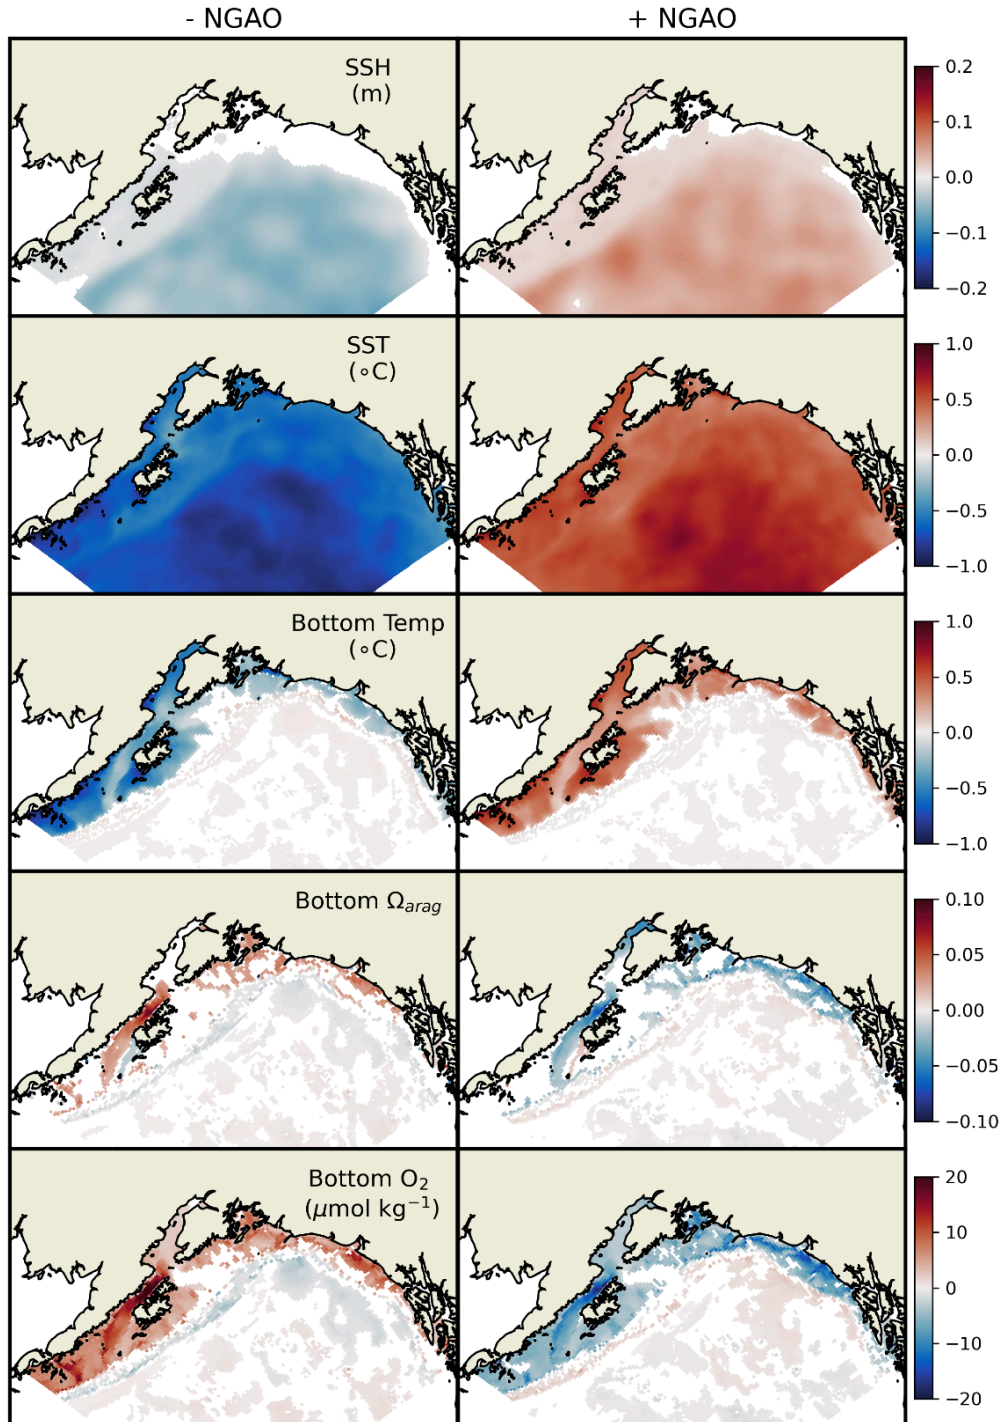 - NGAO
+ NGAO
SSH
(m)
0.2
0.1
0.0
−0.1
−0.2
SST
(∘C)
1.0
0.5
0.0
−0.5
−1.0
Bottom Temp
(∘C)
1.0
0.5
0.0
−0.5
−1.0
Bottom Ωarag
0.10
0.05
0.00
−0.05
−0.10
Bottom O₂
(μmol kg⁻¹)
20
10
0
−10
−20